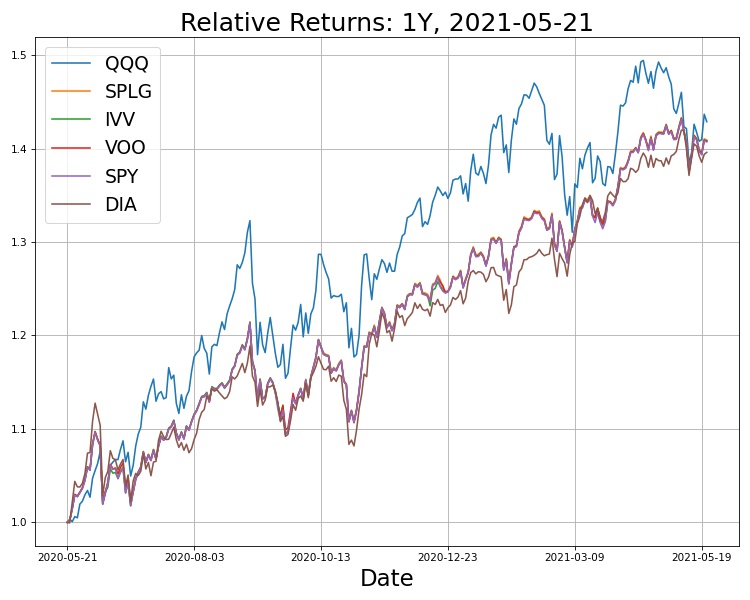 Relative Returns: 1Y, 2021-05-21
1.5
1.4
1.3
1.2
1.1
1.0
QQQ
SPLG
IVV
VOO
SPY
DIA
2020-05-21 2020-08-03 2020-10-13 2020-12-23 2021-03-09 2021-05-19
Date